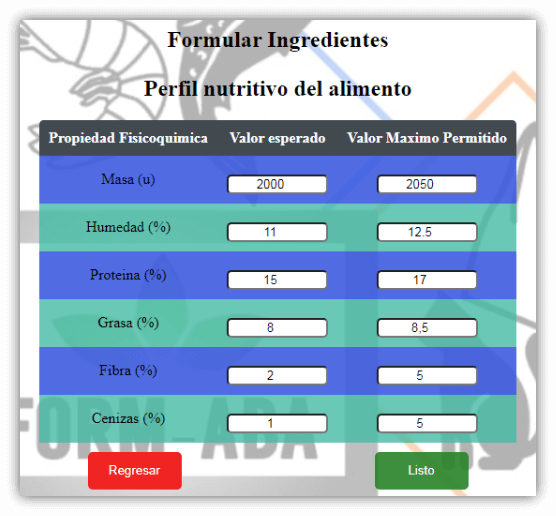 Formular Ingredientes
Perfil nutritivo del alimento
Propiedad Fisicoquimica Valor esperado Valor Maximo Permitido
Masa (u) 2000 2050
Humedad (%) 11 12.5
Proteina (%) 15 17
Grasa (%) 8 8,5
Fibra (%) 2 5
Cenizas (%) 1 5
FORM-ABA
Regresar Listo